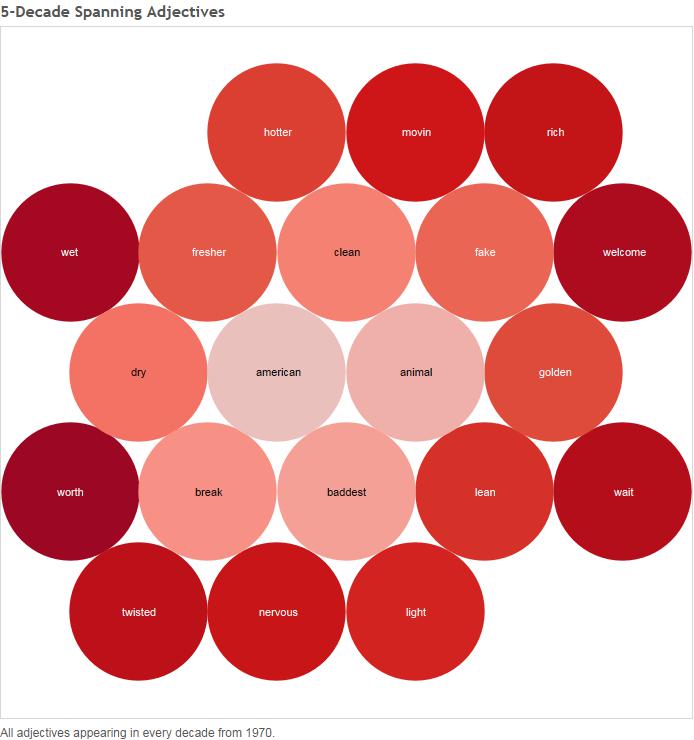 5-Decade Spanning Adjectives
hotter movin rich
wet fresher clean fake welcome
dry american animal golden
worth break baddest lean wait
twisted nervous light
All adjectives appearing in every decade from 1970.